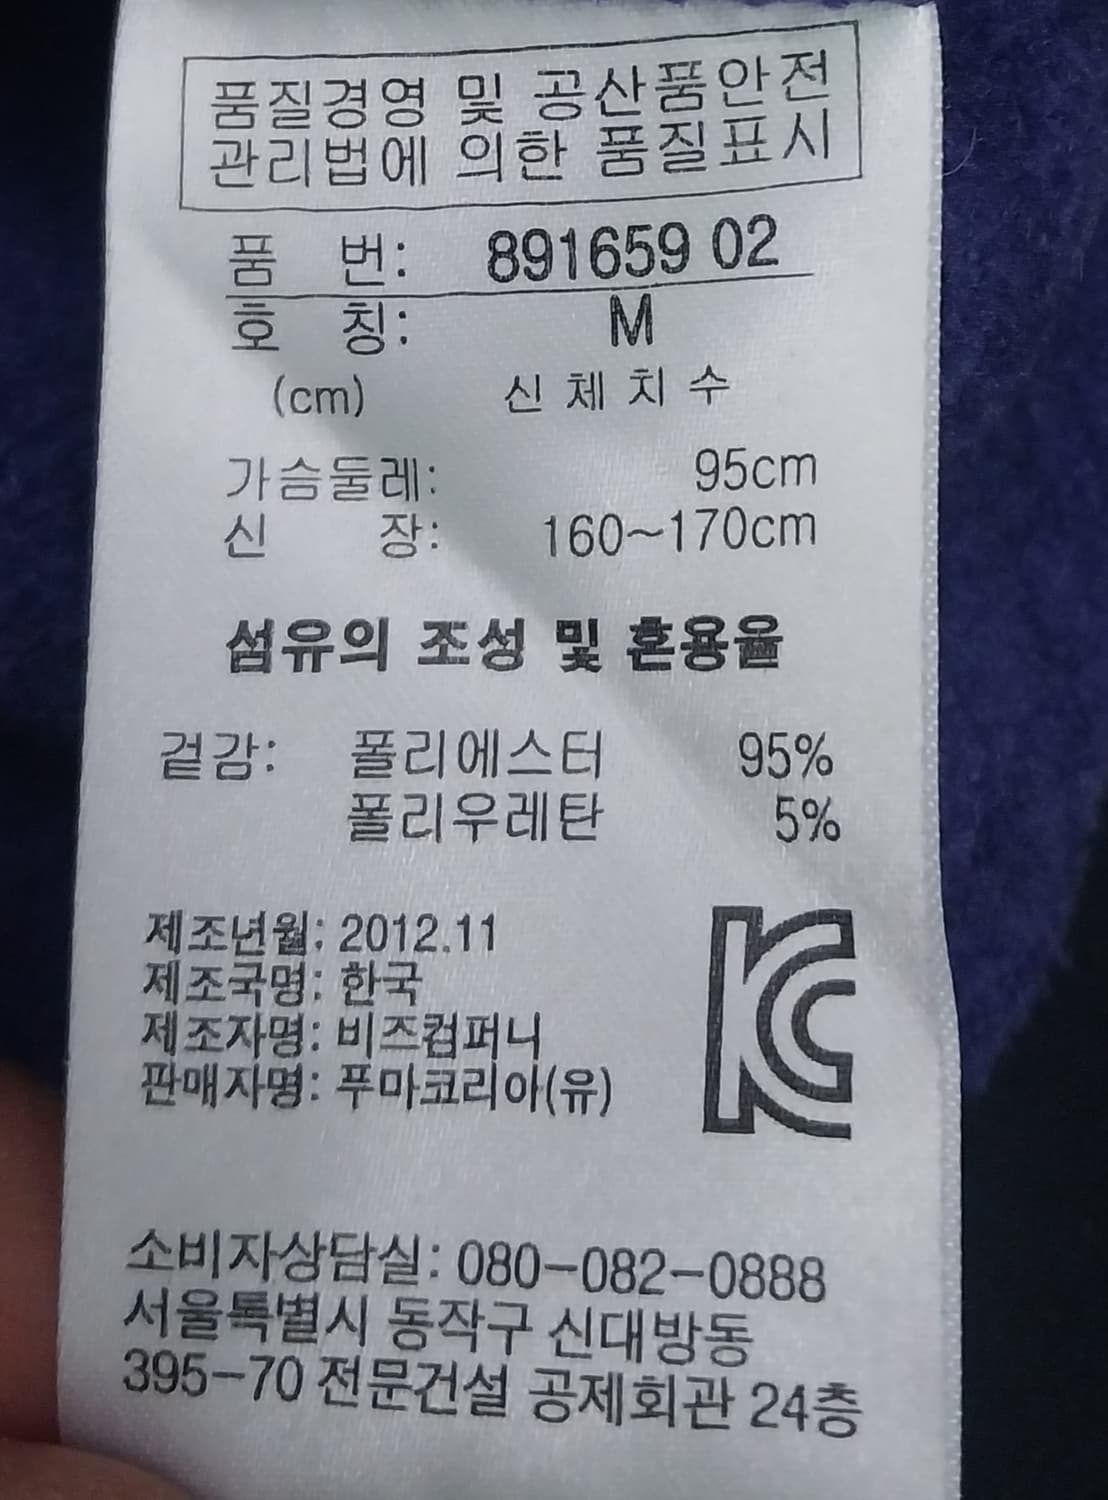 품질경영 및 공산품안전
관리법에 의한 품질표시
품 번: 891659 02
호 칭: M
(cm) 신체치수
가슴둘레: 95cm
신 장: 160~170cm
섬유의 조성 및 혼용율
겉감: 폴리에스터 95%
폴리우레탄 5%
제조년월: 2012.11
제조국명: 한국
제조자명: 비즈컴퍼니
판매자명: 푸마코리아(유)
KC
소비자상담실: 080-082-0888
서울특별시 동작구 신대방동
395-70 전문건설 공제회관 24층